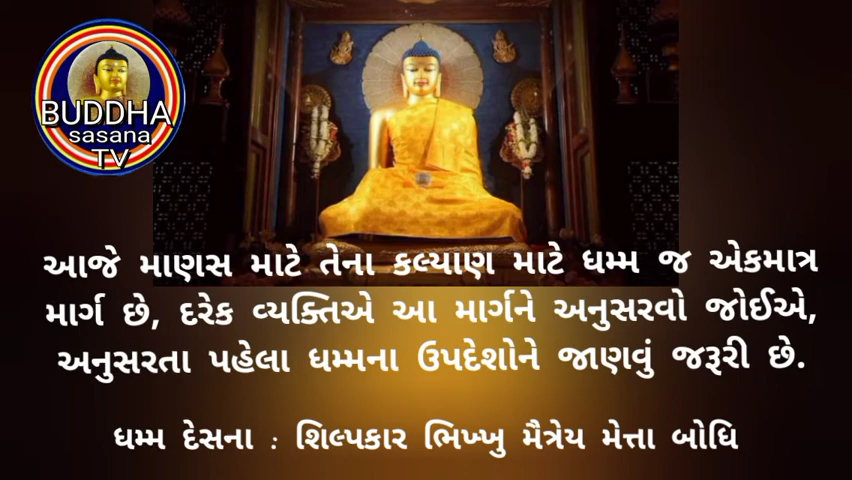 BUDDHA
sasana
TV
આજે માણસ માટે તેના કલ્યાણ માટે ધમ્મ જ એકમાત્ર
માર્ગ છે, દરેક વ્યક્તિએ આ માર્ગને અનુસરવો જોઈએ,
અનુસરતા પહેલા ધમ્મના ઉપદેશોને જાણવું જરૂરી છે.
ધમ્મ દેસના : શિલ્પકાર ભિખ્ખુ મૈત્રેય મેત્તા બોધિ